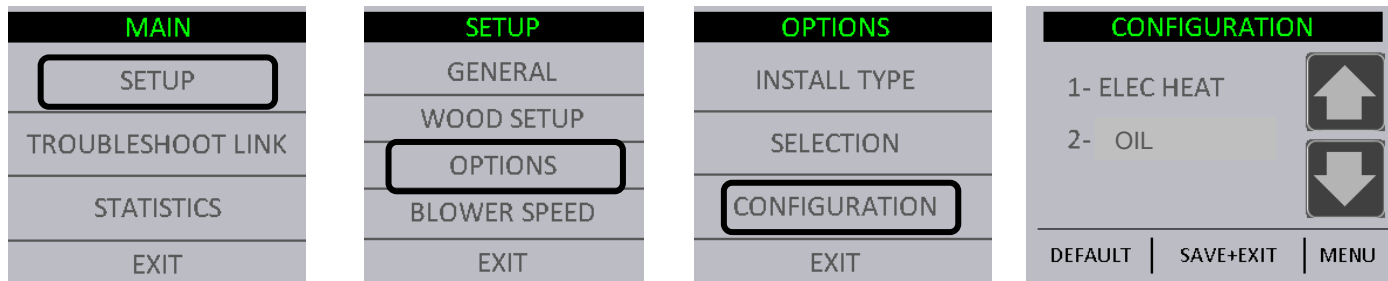 MAIN
SETUP
TROUBLESHOOT LINK
STATISTICS
EXIT
SETUP
GENERAL
WOOD SETUP
OPTIONS
BLOWER SPEED
EXIT
OPTIONS
INSTALL TYPE
SELECTION
CONFIGURATION
EXIT
CONFIGURATION
1- ELEC HEAT
2- OIL
DEFAULT SAVE+EXIT MENU